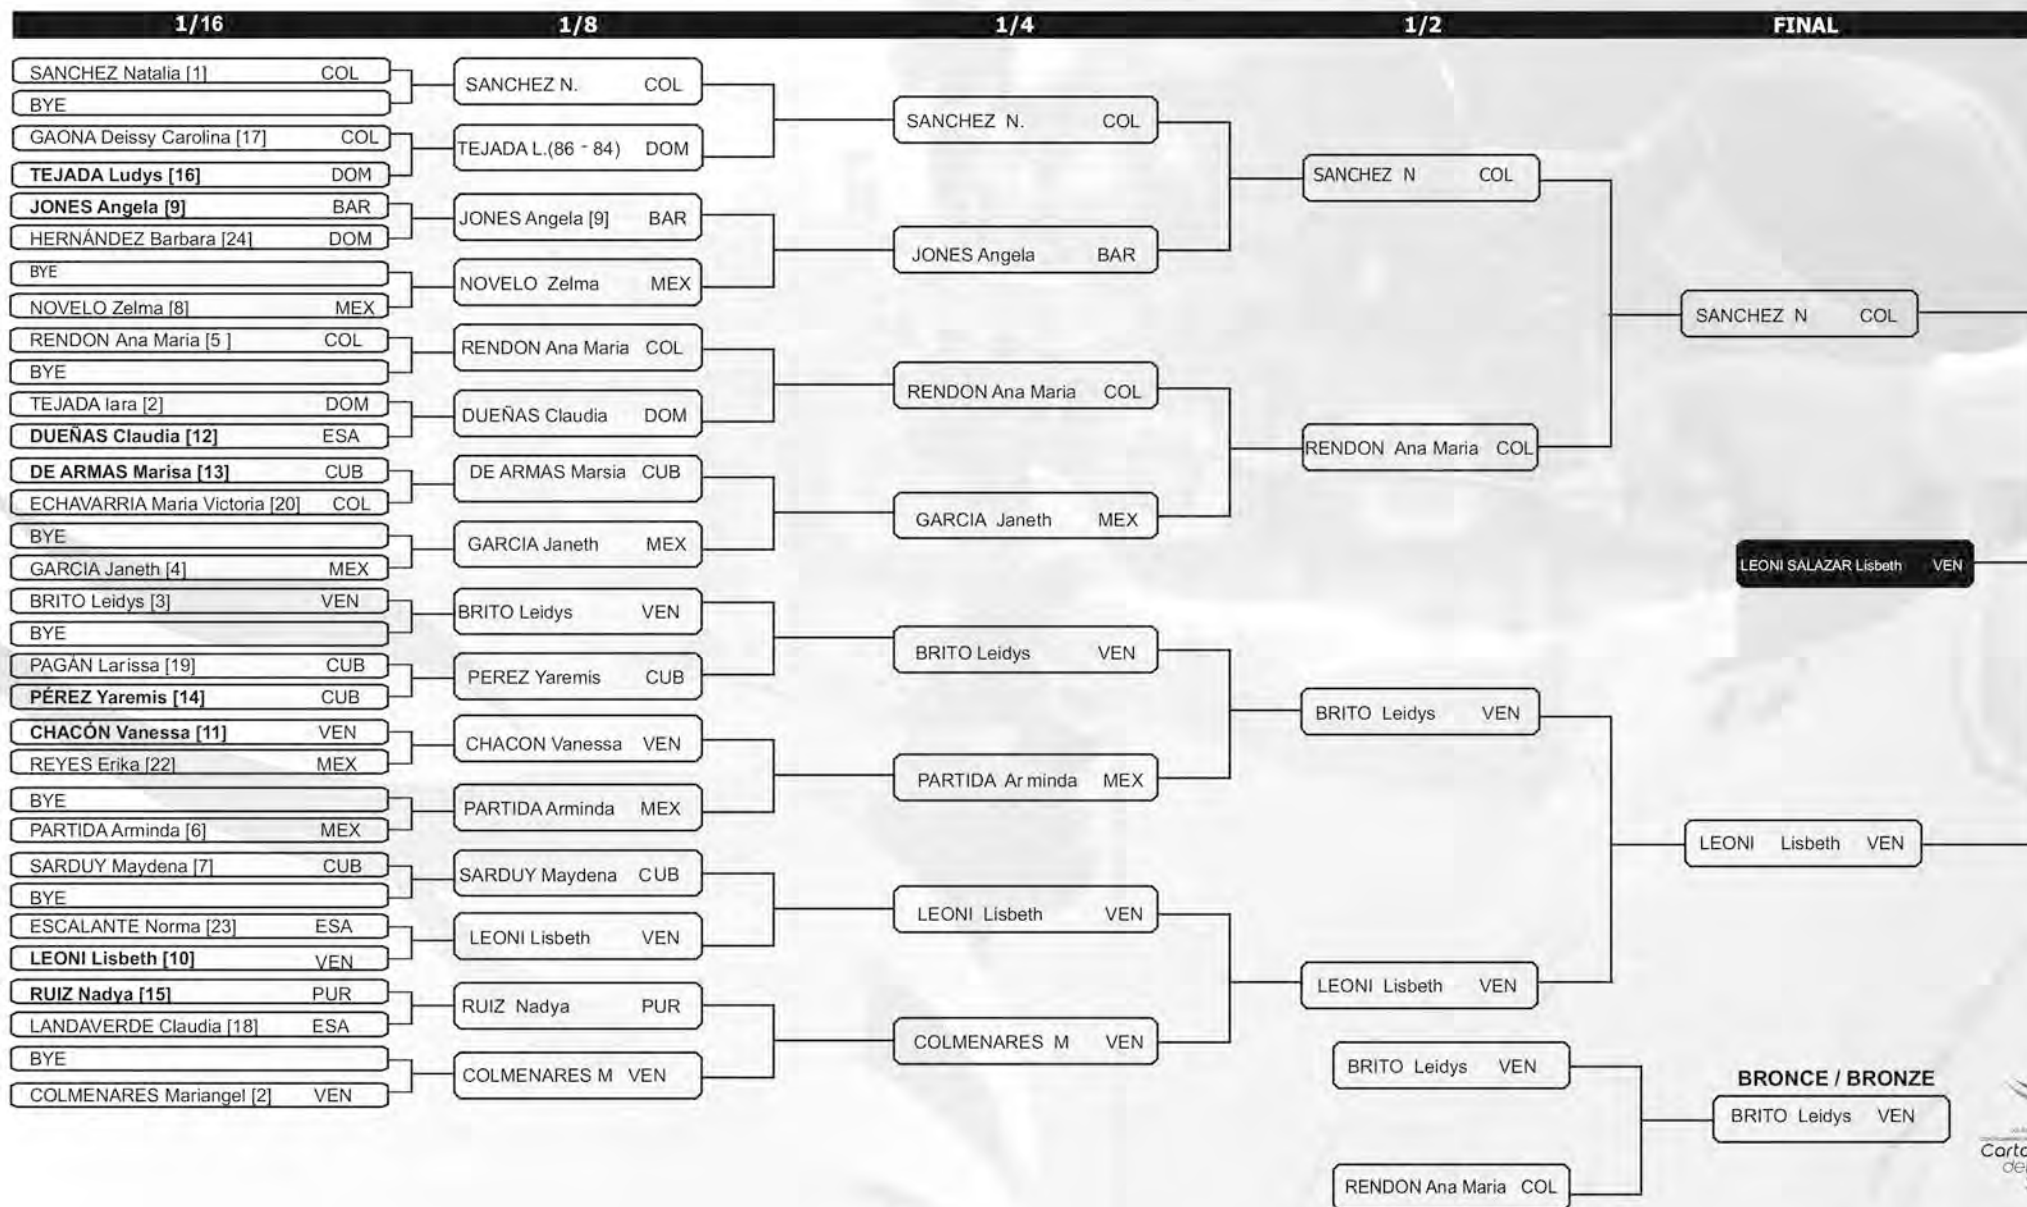 1/16 1/8 1/4 1/2 FINAL
SANCHEZ Natalia [1] COL
BYE
GAONA Deissy Carolina [17] COL
TEJADA Ludys [16] DOM
JONES Angela [9] BAR
HERNÁNDEZ Barbara [24] DOM
BYE
NOVELO Zelma [8] MEX
RENDON Ana Maria [5 ] COL
BYE
TEJADA Iara [2] DOM
DUEÑAS Claudia [12] ESA
DE ARMAS Marisa [13] CUB
ECHAVARRIA Maria Victoria [20] COL
BYE
GARCIA Janeth [4] MEX
BRITO Leidys [3] VEN
BYE
PAGÁN Larissa [19] CUB
PÉREZ Yaremis [14] CUB
CHACÓN Vanessa [11] VEN
REYES Erika [22] MEX
BYE
PARTIDA Arminda [6] MEX
SARDUY Maydena [7] CUB
BYE
ESCALANTE Norma [23] ESA
LEONI Lisbeth [10] VEN
RUIZ Nadya [15] PUR
LANDAVERDE Claudia [18] ESA
BYE
COLMENARES Mariangel [2] VEN
SANCHEZ N. COL
TEJADA L.(86 - 84) DOM
JONES Angela [9] BAR
NOVELO Zelma MEX
RENDON Ana Maria COL
DUEÑAS Claudia DOM
DE ARMAS Marsia CUB
GARCIA Janeth MEX
BRITO Leidys VEN
PEREZ Yaremis CUB
CHACON Vanessa VEN
PARTIDA Arminda MEX
SARDUY Maydena CUB
LEONI Lisbeth VEN
RUIZ Nadya PUR
COLMENARES M VEN
SANCHEZ N. COL
JONES Angela BAR
RENDON Ana Maria COL
GARCIA Janeth MEX
BRITO Leidys VEN
PARTIDA Ar minda MEX
LEONI Lisbeth VEN
COLMENARES M VEN
SANCHEZ N COL
RENDON Ana Maria COL
BRITO Leidys VEN
LEONI Lisbeth VEN
BRITO Leidys VEN
RENDON Ana Maria COL
SANCHEZ N COL
LEONI SALAZAR Lisbeth VEN
LEONI Lisbeth VEN
BRONCE / BRONZE
BRITO Leidys VEN